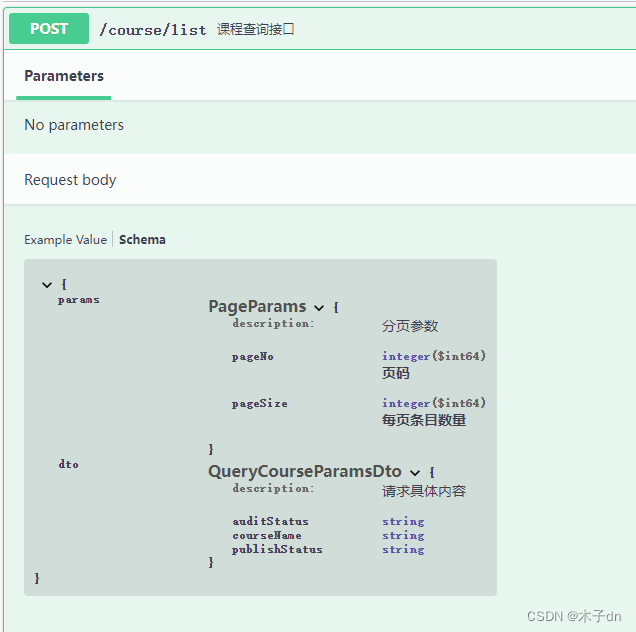 POST /course/list 课程查询接口
Parameters
No parameters
Request body
Example Value Schema
{
params
PageParams {
description: 分页参数
pageNo integer($int64)
页码
pageSize integer($int64)
每页条目数量
}
dto
QueryCourseParamsDto {
description: 请求具体内容
auditStatus string
courseName string
publishStatus string
}
}
CSDN @木子dn